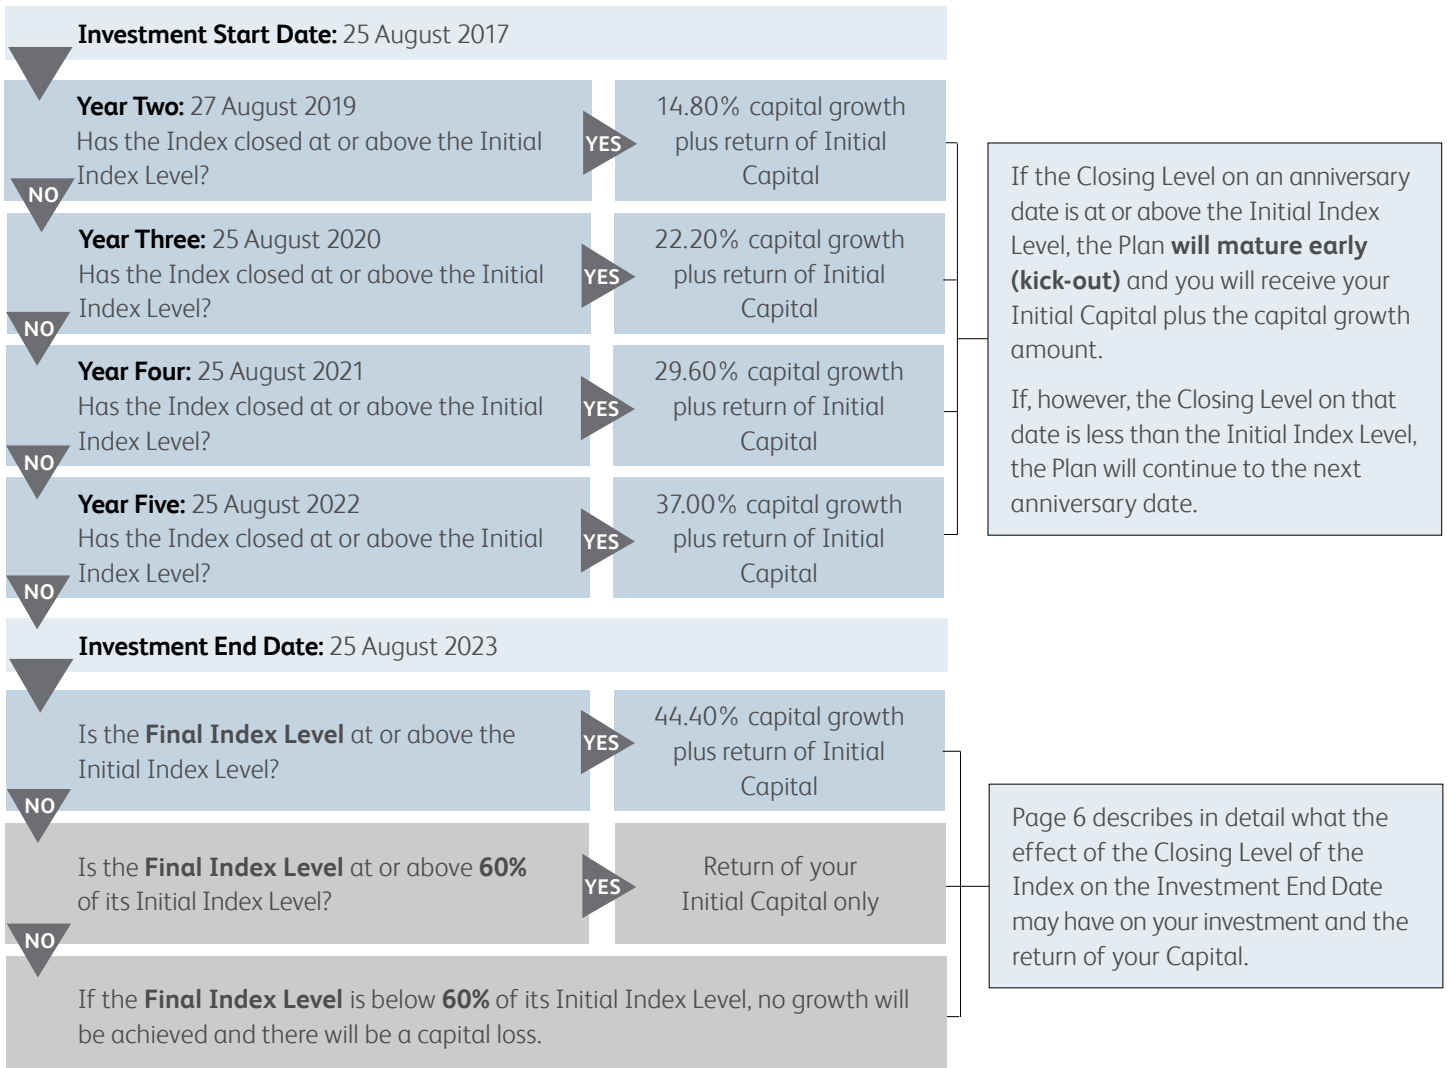 Investment Start Date: 25 August 2017
Year Two: 27 August 2019
Has the Index closed at or above the Initial
Index Level?
YES
14.80% capital growth
plus return of Initial
Capital
NO
Year Three: 25 August 2020
Has the Index closed at or above the Initial
Index Level?
YES
22.20% capital growth
plus return of Initial
Capital
NO
Year Four: 25 August 2021
Has the Index closed at or above the Initial
Index Level?
YES
29.60% capital growth
plus return of Initial
Capital
NO
Year Five: 25 August 2022
Has the Index closed at or above the Initial
Index Level?
YES
37.00% capital growth
plus return of Initial
Capital
NO
If the Closing Level on an anniversary
date is at or above the Initial Index
Level, the Plan will mature early
(kick-out) and you will receive your
Initial Capital plus the capital growth
amount.
If, however, the Closing Level on that
date is less than the Initial Index Level,
the Plan will continue to the next
anniversary date.
Investment End Date: 25 August 2023
Is the Final Index Level at or above the
Initial Index Level?
YES
44.40% capital growth
plus return of Initial
Capital
NO
Is the Final Index Level at or above 60%
of its Initial Index Level?
YES
Return of your
Initial Capital only
NO
If the Final Index Level is below 60% of its Initial Index Level, no growth will
be achieved and there will be a capital loss.
Page 6 describes in detail what the
effect of the Closing Level of the
Index on the Investment End Date
may have on your investment and the
return of your Capital.